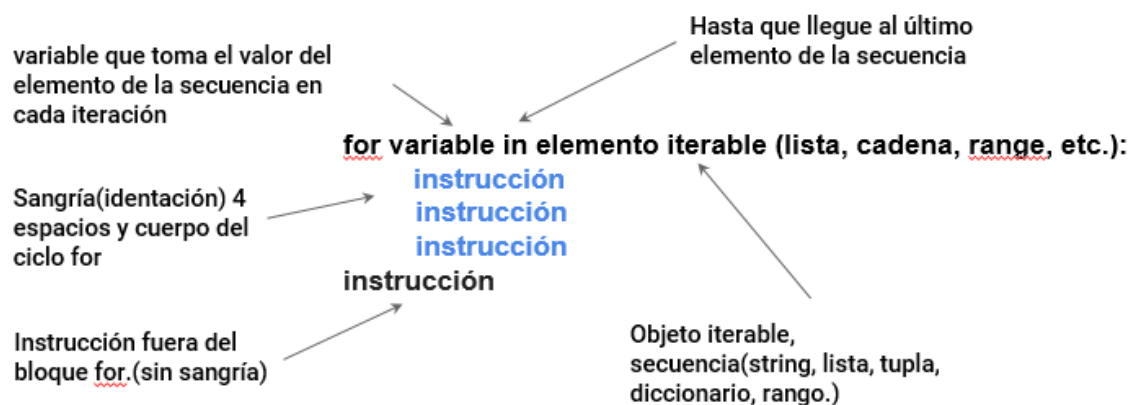 Hasta que llegue al último
elemento de la secuencia
variable que toma el valor del
elemento de la secuencia en
cada iteración
for variable in elemento iterable (lista, cadena, range, etc.):
instrucción
instrucción
instrucción
instrucción
Sangría(identación) 4
espacios y cuerpo del
ciclo for
Instrucción fuera del
bloque for.(sin sangría)
Objeto iterable,
secuencia(string, lista, tupla,
diccionario, rango.)